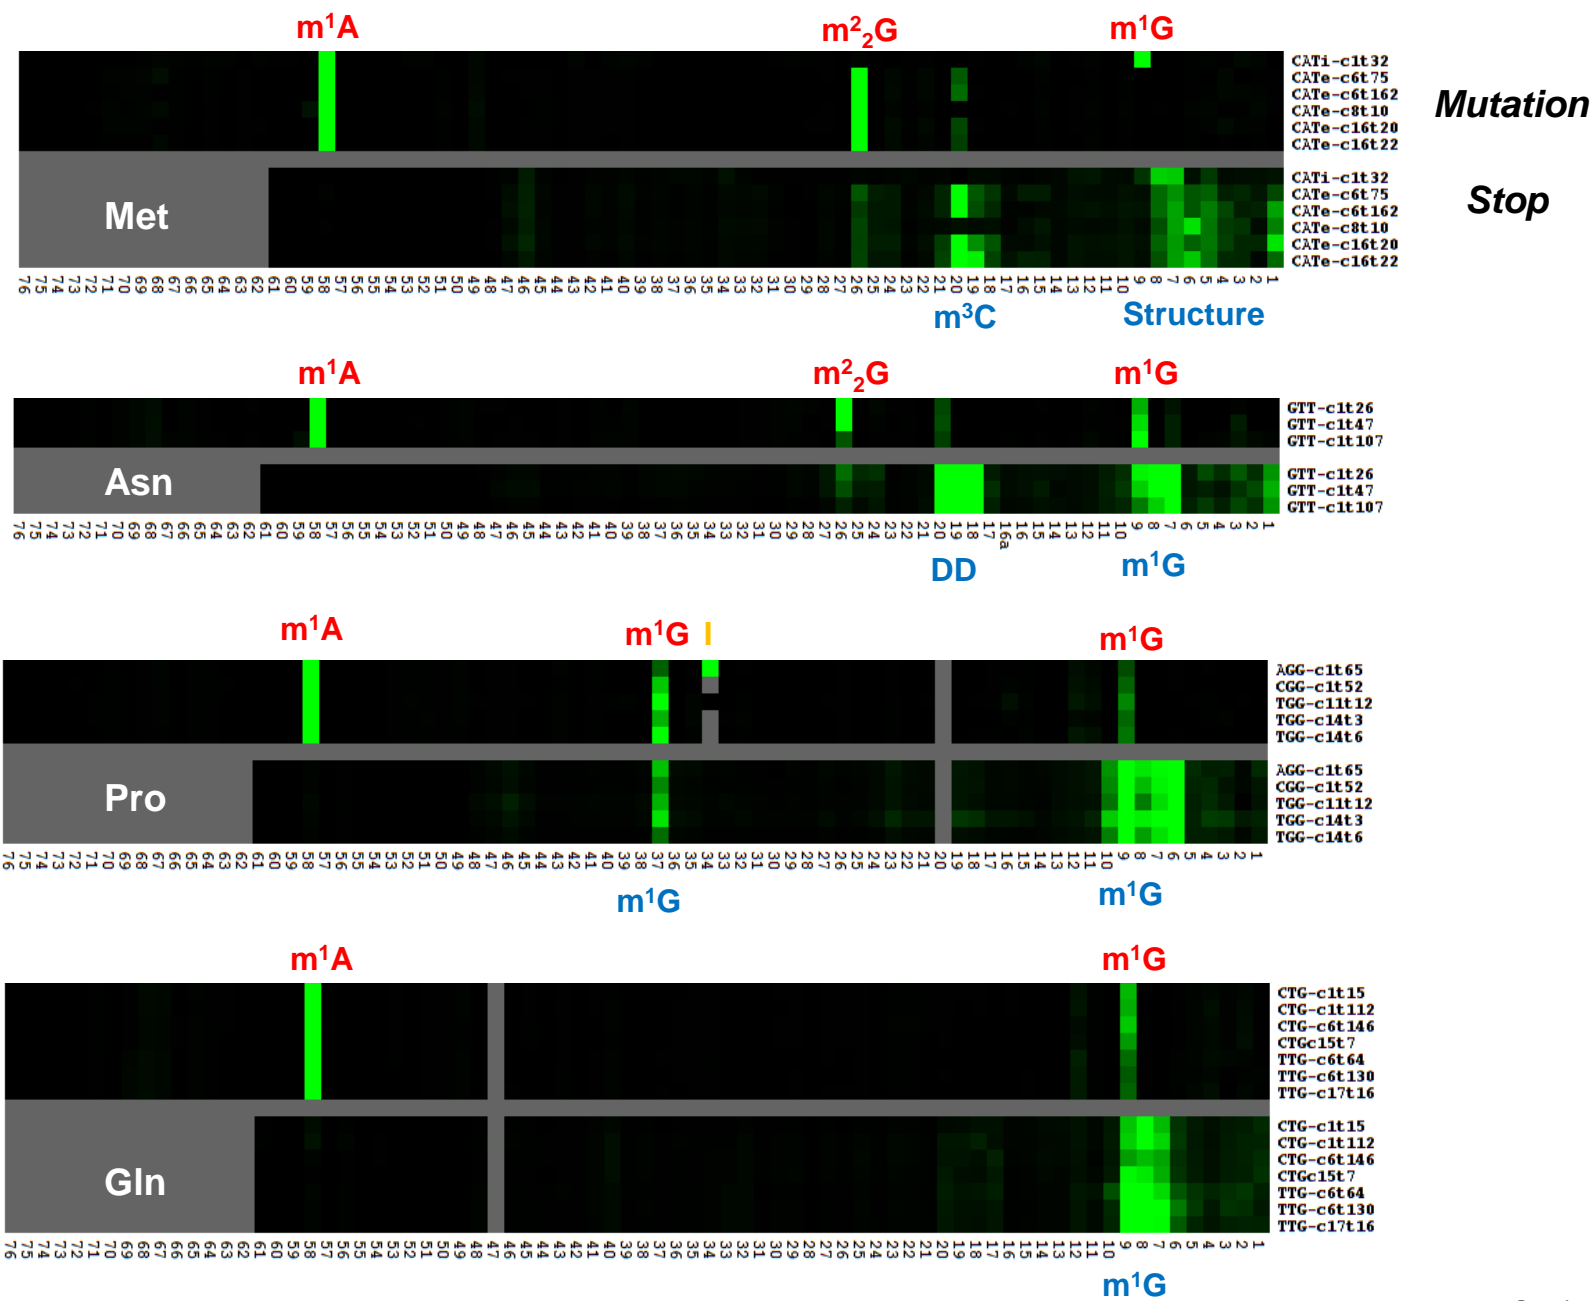 m¹A m²₂G m¹G
CATi-c1t32
CATe-c6t75
CATe-c6t162
CATe-c8t10
CATe-c16t20
CATe-c16t22
Mutation
Met
CATi-c1t32
CATe-c6t75
CATe-c6t162
CATe-c8t10
CATe-c16t20
CATe-c16t22
Stop
76 75 74 73 72 71 70 69 68 67 66 65 64 63 62 61 60 59 58 57 56 55 54 53 52 51 50 49 48 47 46 45 44 43 42 41 40 39 38 37 36 35 34 33 32 31 30 29 28 27 26 25 24 23 22 21 20 19 18 17 16 15 14 13 12 11 10 9 8 7 6 5 4 3 2 1
m³C Structure
m¹A m²₂G m¹G
GTT-c1t26
GTT-c1t47
GTT-c1t107
Asn
GTT-c1t26
GTT-c1t47
GTT-c1t107
76 75 74 73 72 71 70 69 68 67 66 65 64 63 62 61 60 59 58 57 56 55 54 53 52 51 50 49 48 47 46 45 44 43 42 41 40 39 38 37 36 35 34 33 32 31 30 29 28 27 26 25 24 23 22 21 20 19 18 17 16a 16 15 14 13 12 11 10 9 8 7 6 5 4 3 2 1
DD m¹G
m¹A m¹G I m¹G
AGG-c1t65
CGG-c1t52
TGG-c11t12
TGG-c14t3
TGG-c14t6
Pro
AGG-c1t65
CGG-c1t52
TGG-c11t12
TGG-c14t3
TGG-c14t6
76 75 74 73 72 71 70 69 68 67 66 65 64 63 62 61 60 59 58 57 56 55 54 53 52 51 50 49 48 47 46 45 44 43 42 41 40 39 38 37 36 35 34 33 32 31 30 29 28 27 26 25 24 23 22 21 20 19 18 17 16 15 14 13 12 11 10 9 8 7 6 5 4 3 2 1
m¹G m¹G
m¹A m¹G
CTG-c1t15
CTG-c1t112
CTG-c6t146
CTGc15t7
TTG-c6t64
TTG-c6t130
TTG-c17t16
Gln
CTG-c1t15
CTG-c1t112
CTG-c6t146
CTGc15t7
TTG-c6t64
TTG-c6t130
TTG-c17t16
76 75 74 73 72 71 70 69 68 67 66 65 64 63 62 61 60 59 58 57 56 55 54 53 52 51 50 49 48 47 46 45 44 43 42 41 40 39 38 37 36 35 34 33 32 31 30 29 28 27 26 25 24 23 22 21 20 19 18 17 16 15 14 13 12 11 10 9 8 7 6 5 4 3 2 1
m¹G